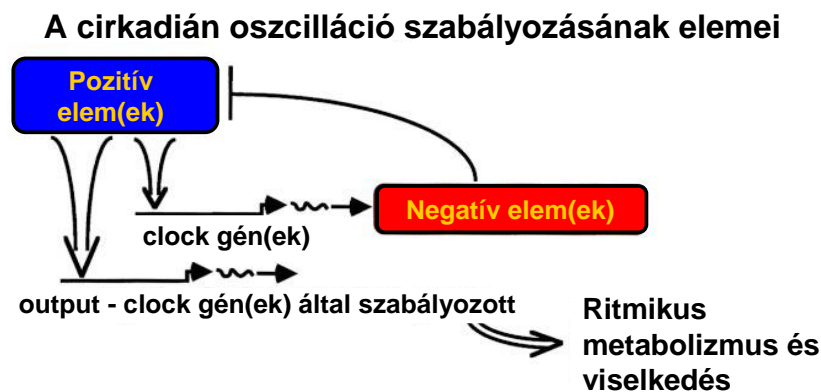 A cirkadián oszcilláció szabályozásának elemei
Pozitív
elem(ek)
Negatív elem(ek)
clock gén(ek)
output - clock gén(ek) által szabályozott
Ritmikus
metabolizmus és
viselkedés